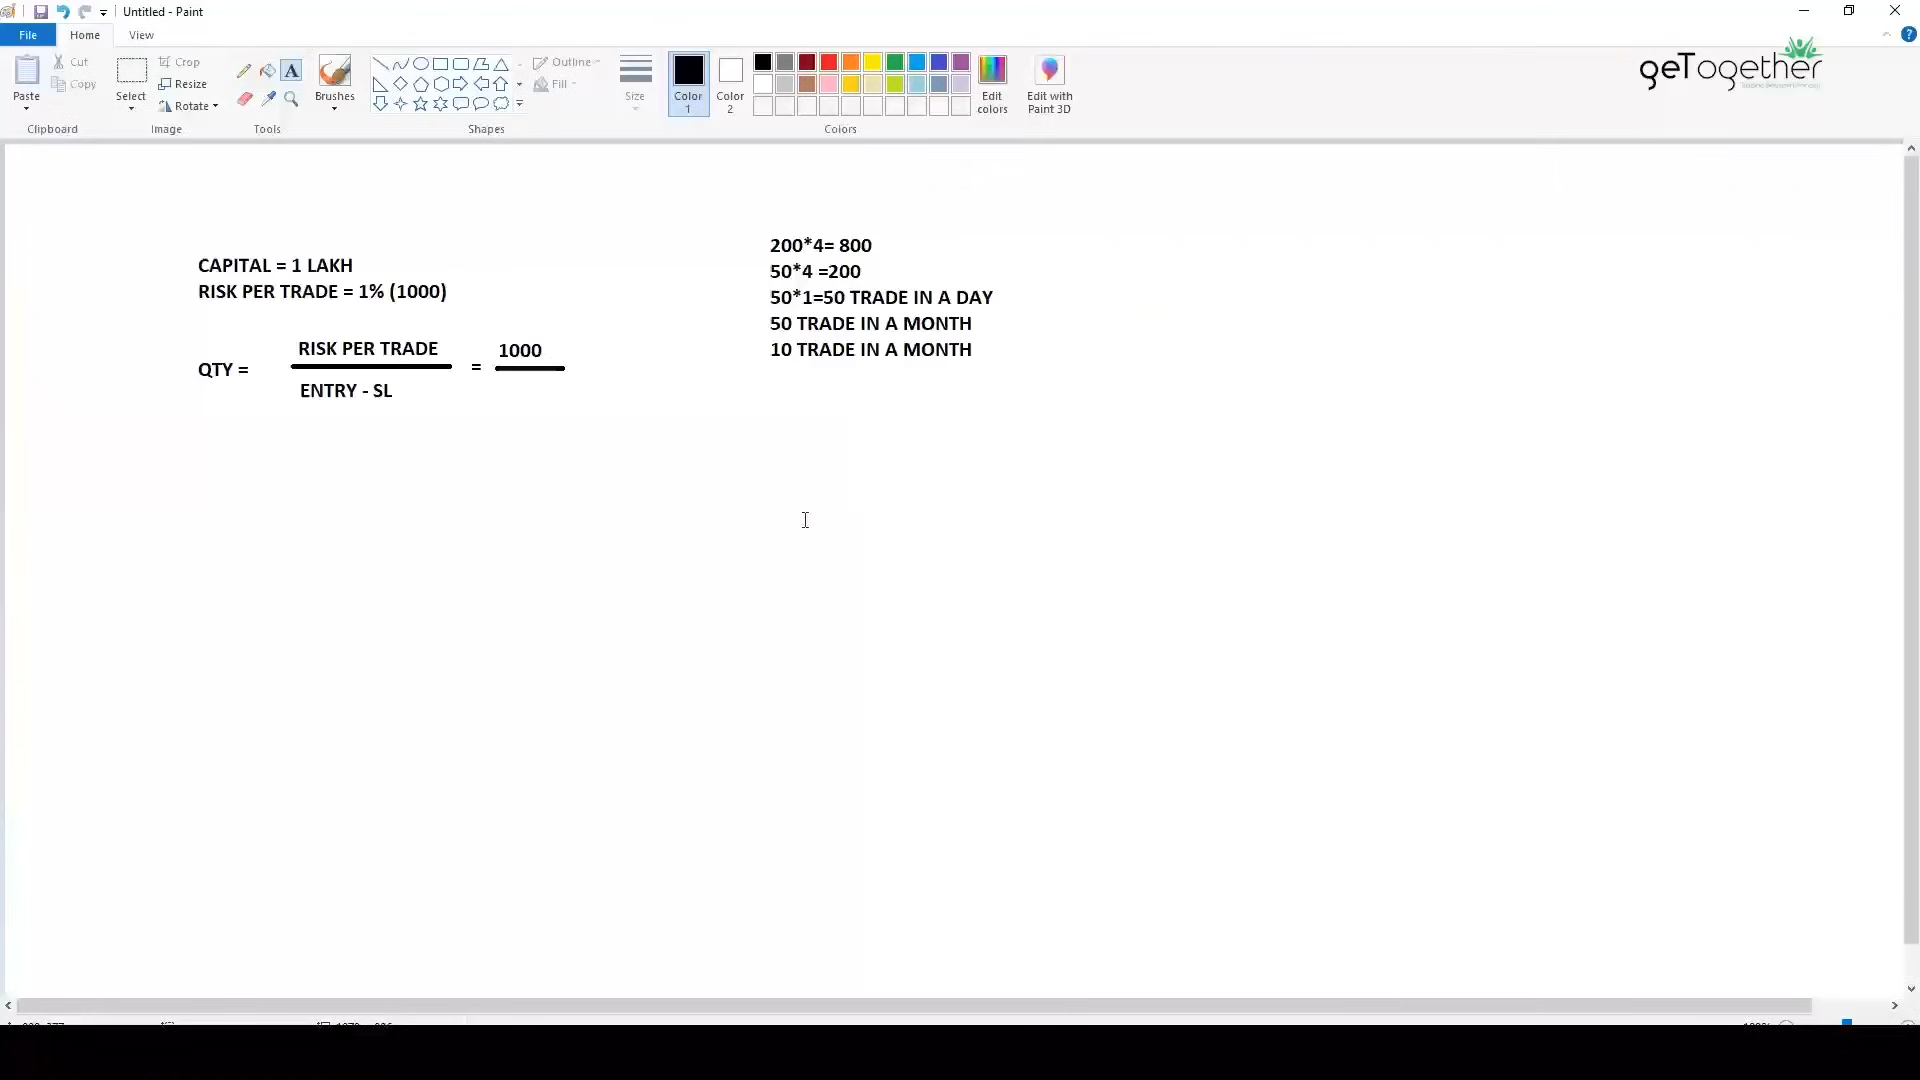 Untitled - Paint
File
Home
View
Paste
Cut
Copy
Clipboard
Select
Crop
Resize
Rotate
Image
A
Tools
Brushes
Shapes
Outline
Fill
Size
Color 1
Color 2
Colors
Edit colors
Edit with Paint 3D
geTogether
CAPITAL = 1 LAKH
RISK PER TRADE = 1% (1000)
QTY =
RISK PER TRADE
ENTRY - SL
=
1000
200*4= 800
50*4 =200
50*1=50 TRADE IN A DAY
50 TRADE IN A MONTH
10 TRADE IN A MONTH